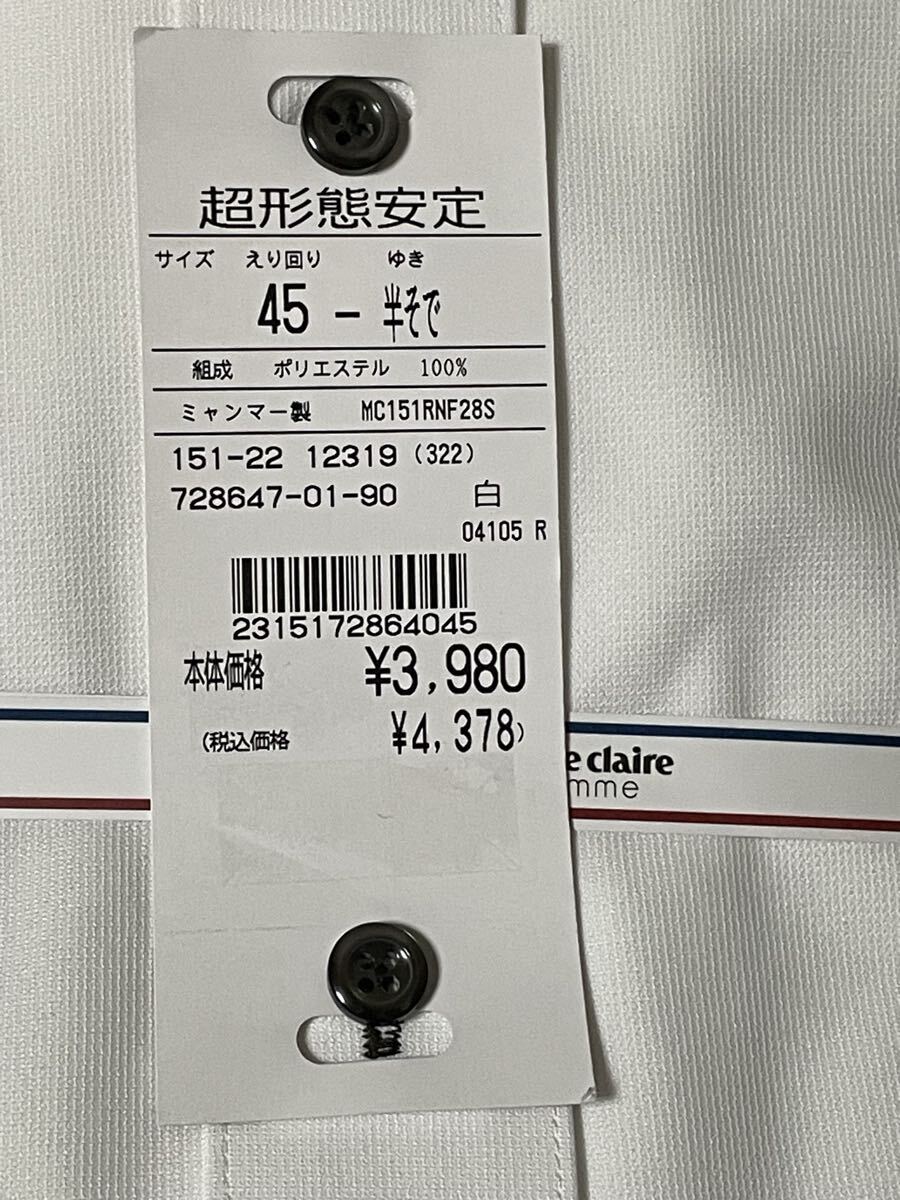 超形態安定
サイズ えり回り ゆき
45 - 半そで
組成 ポリエステル 100%
ミャンマー製 MC151RNF28S
151-22 12319 (322)
728647-01-90 白
04105 R
2315172864045
本体価格 ¥3,980
(税込価格 ¥4,378)
e claire
mme